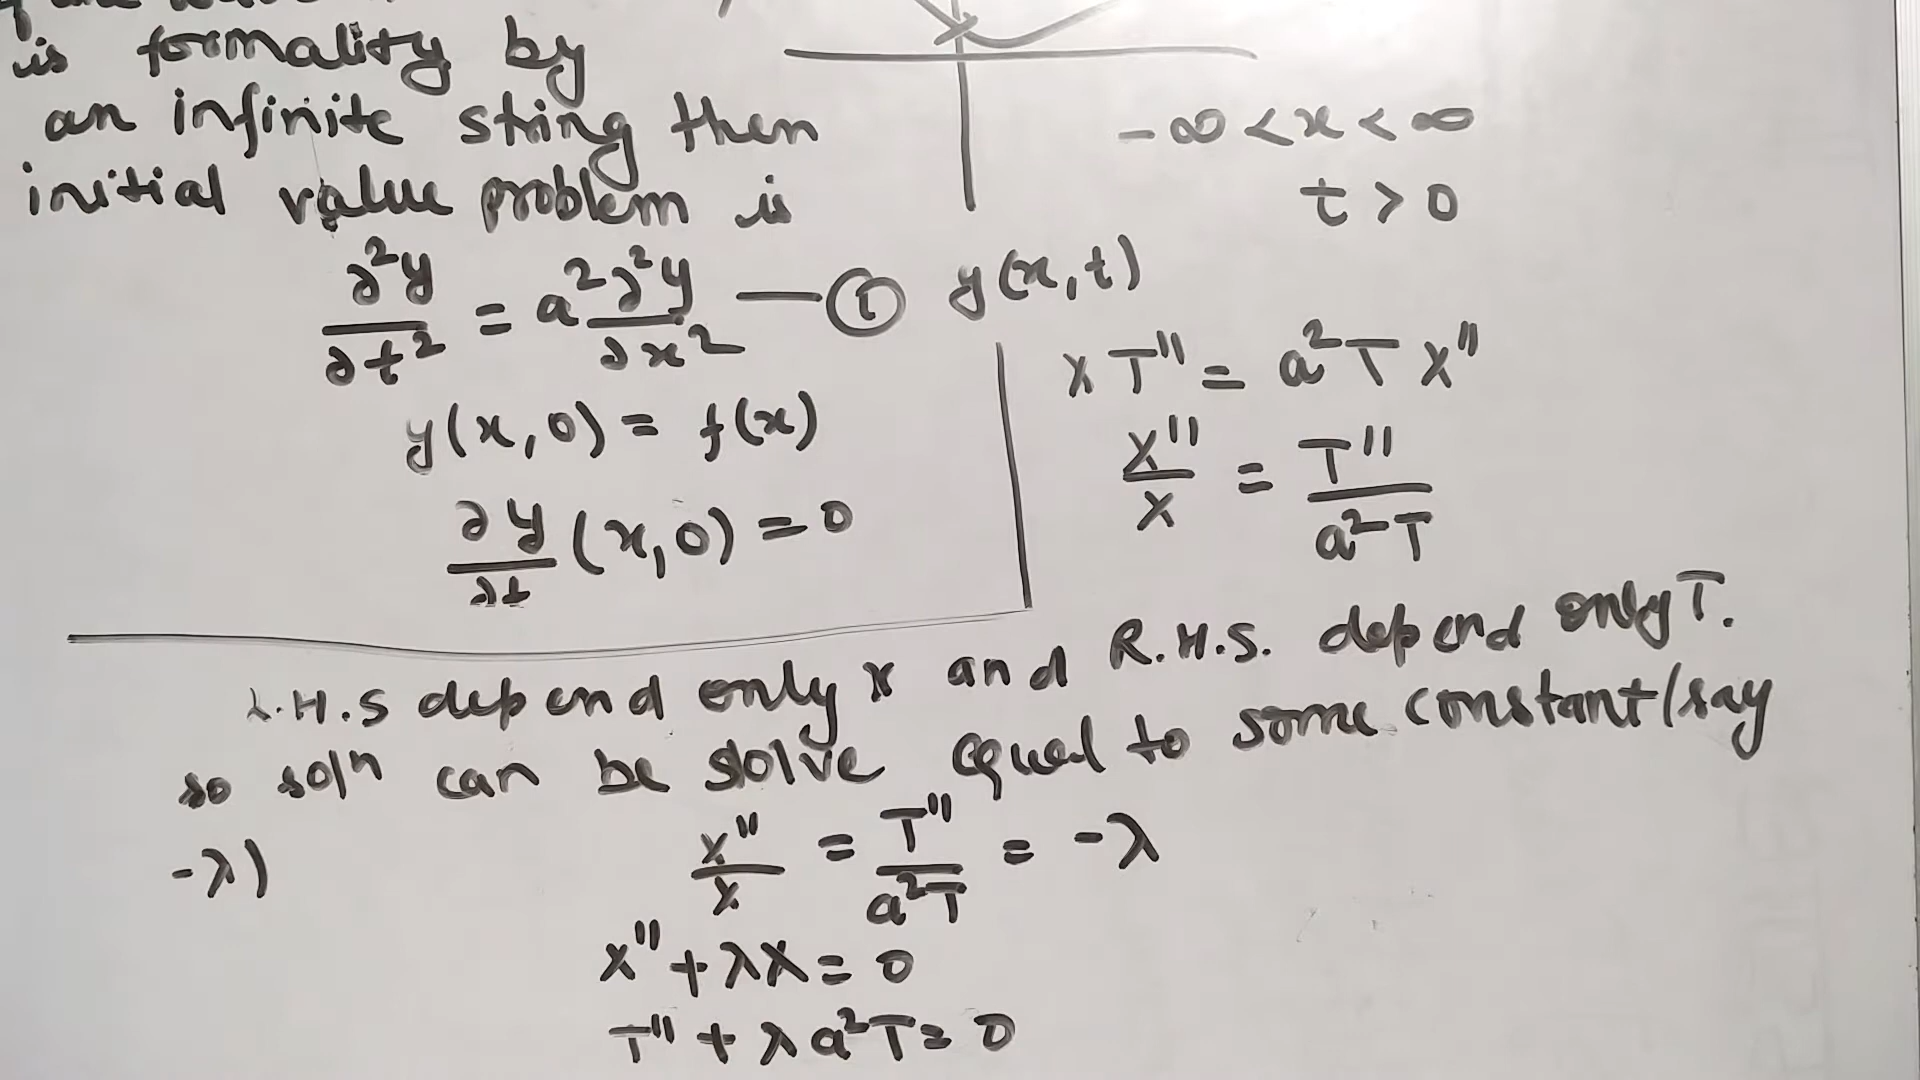 is formality by
an infinite string then
initial value problem is
∂²y/∂t² = a² ∂²y/∂x² — ①
y(x,0) = f(x)
∂y/∂t (x,0) = 0
-∞ < x < ∞
t > 0
y(x,t)
X T'' = a² T X''
X''/X = T''/a²T
L.H.S depend only x and R.H.S. depend only T.
so solⁿ can be solve equal to some constant (say
-λ)
X''/X = T''/a²T = -λ
X'' + λX = 0
T'' + λa²T = 0